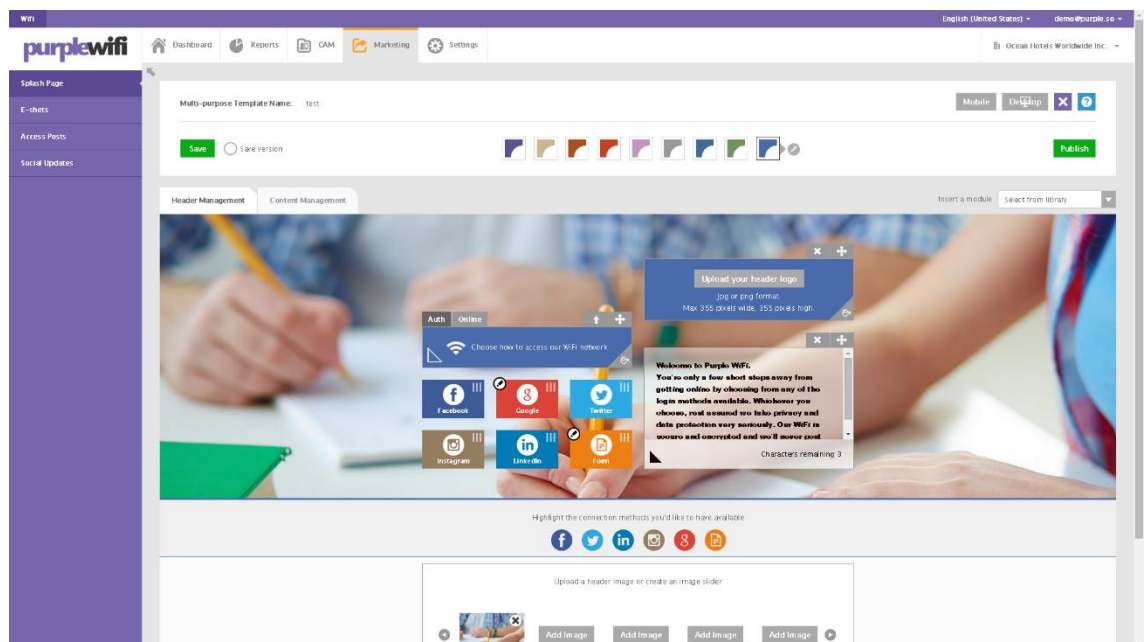 Wifi
English (United States)
demo@purple.se
purplewifi
Dashboard
Reports
CAM
Marketing
Settings
Ocean Hotels Worldwide Inc.
Splash Page
E-shots
Access Posts
Social Updates
Multi-purpose Template Name: test
Mobile
Desktop
Save
Save version
Publish
Header Management
Content Management
Insert a module
Select from library
Upload your header logo
jpg or png format.
Max 355 pixels wide, 355 pixels high.
Auth
Online
Choose how to access our WiFi network
Facebook
Google
Twitter
Instagram
LinkedIn
Form
Welcome to Purple WiFi.
You're only a few short steps away from
getting online by choosing from any of the
login methods available. Whichever you
choose, rest assured we take privacy and
data protection very seriously. Our WiFi is
secure and encrypted and we'll never post
Characters remaining 3
Highlight the connection methods you'd like to have available
Upload a header image or create an image slider
Add Image
Add Image
Add Image
Add Image